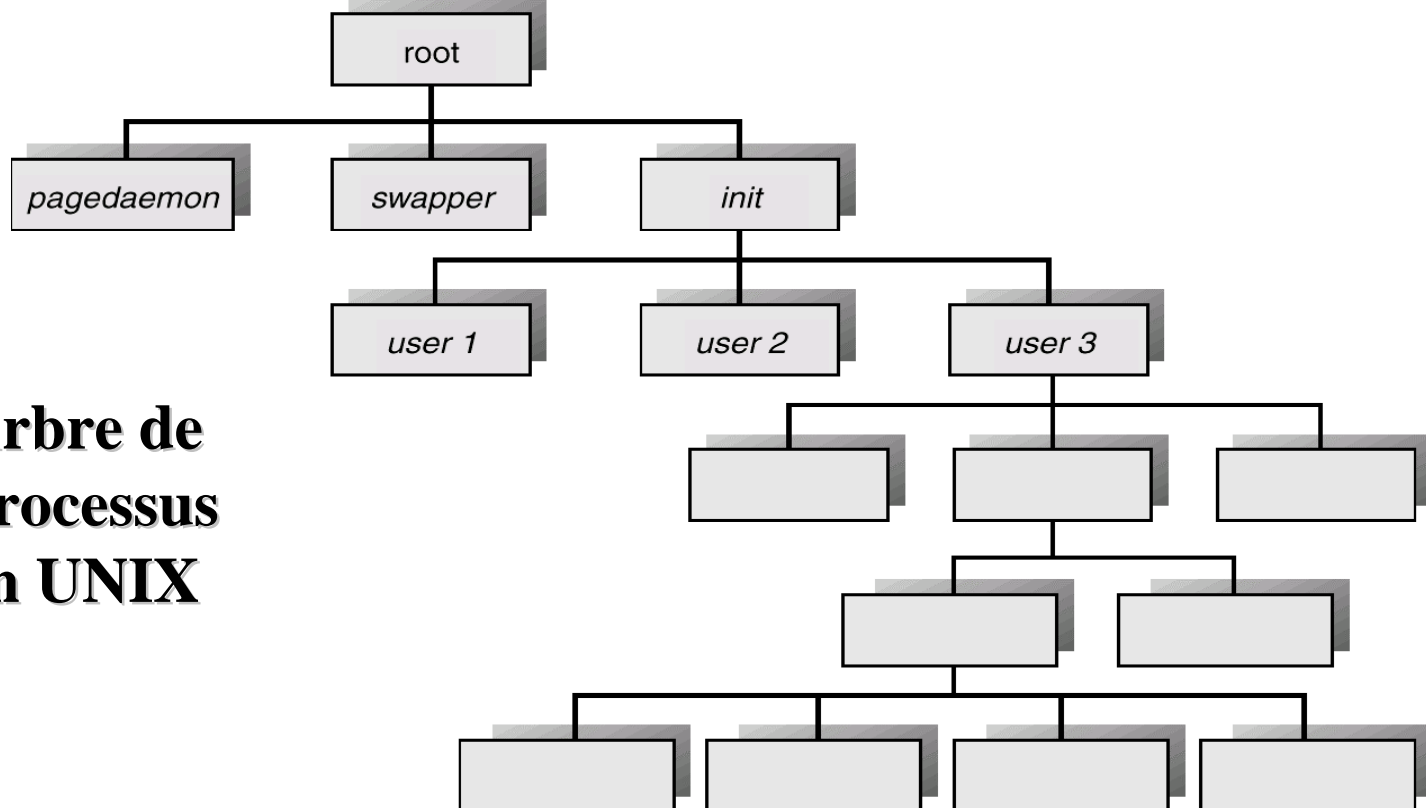 root
pagedaemon
swapper
init
user 1
user 2
user 3
rbre de
rocessus
n UNIX